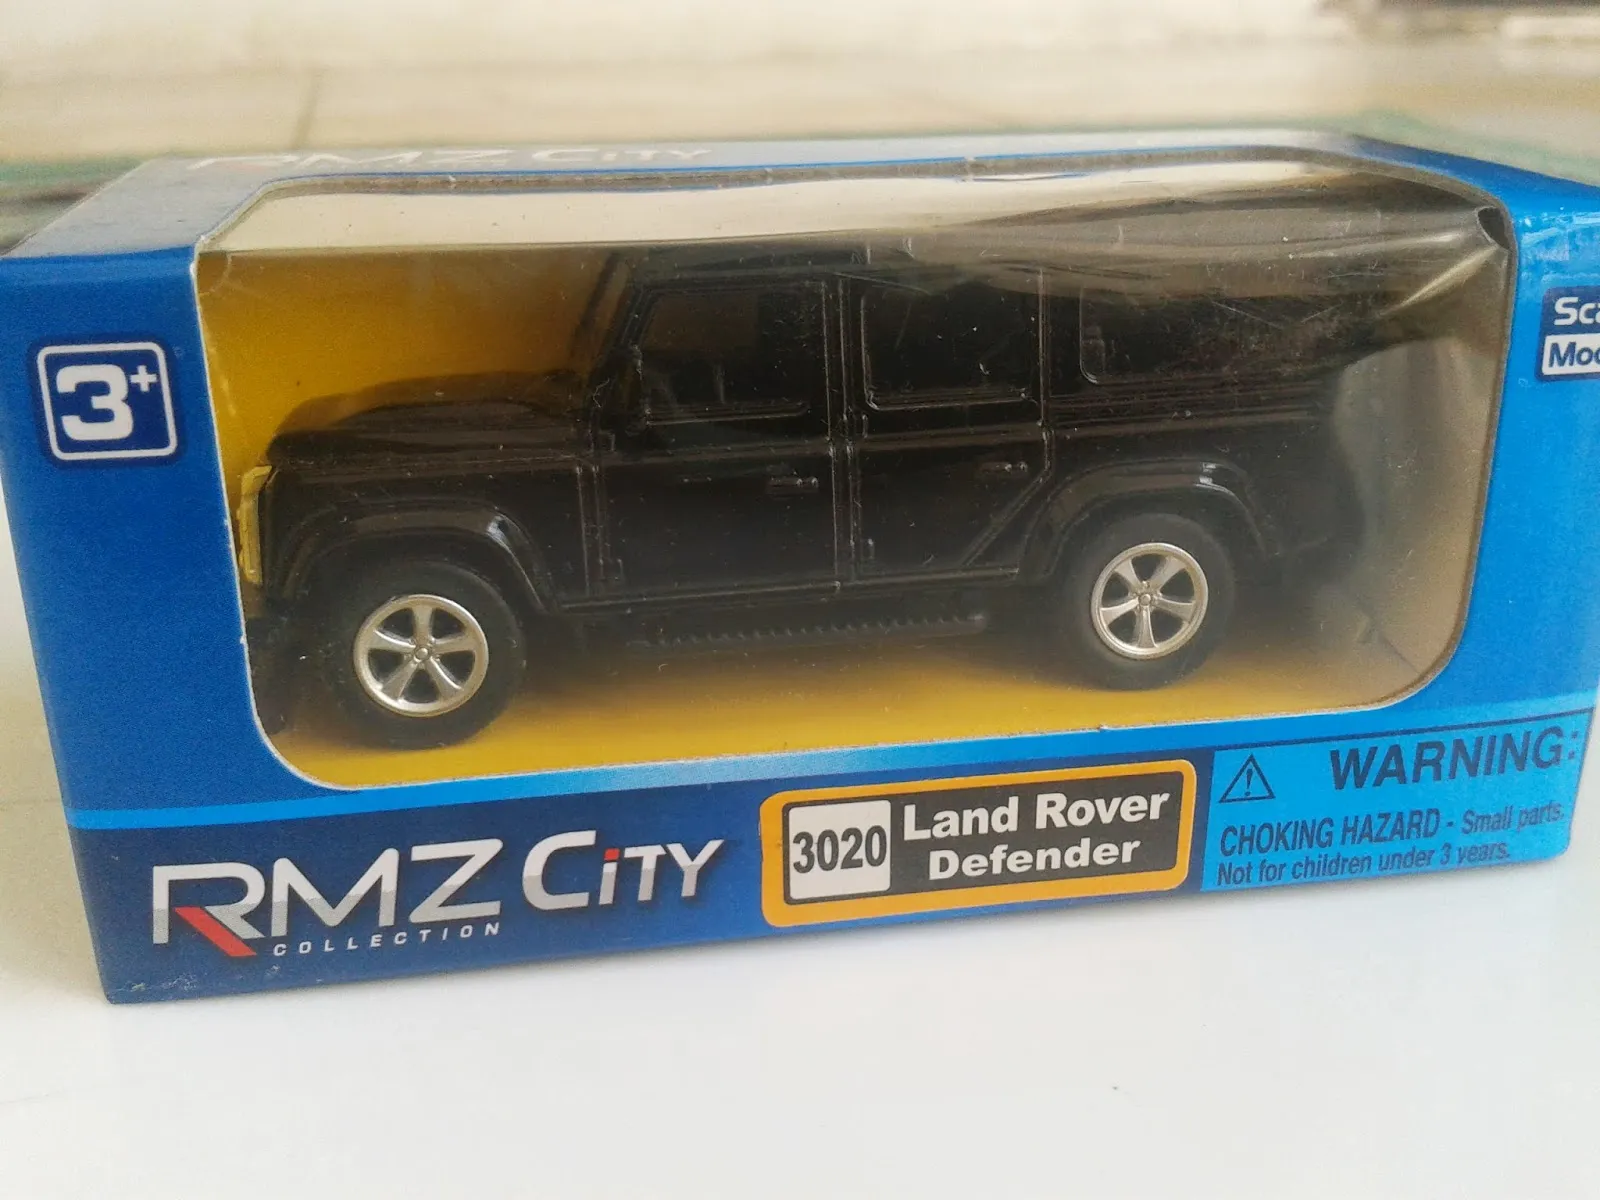 RMZ CiTY
3+
Sca
Mod
RMZ CiTY
COLLECTION
3020
Land Rover
Defender
WARNING:
CHOKING HAZARD - Small parts.
Not for children under 3 years.